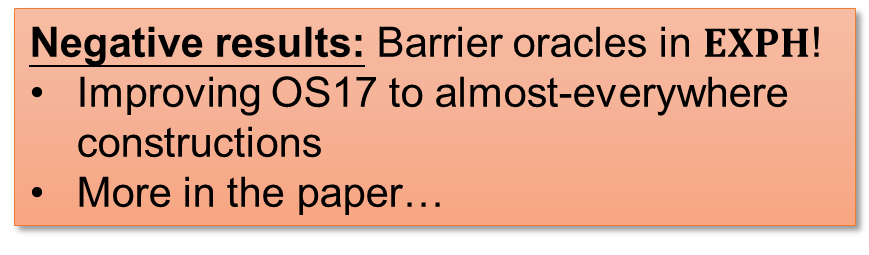 Negative results: Barrier oracles in EXPH!
• Improving OS17 to almost-everywhere
constructions
• More in the paper…